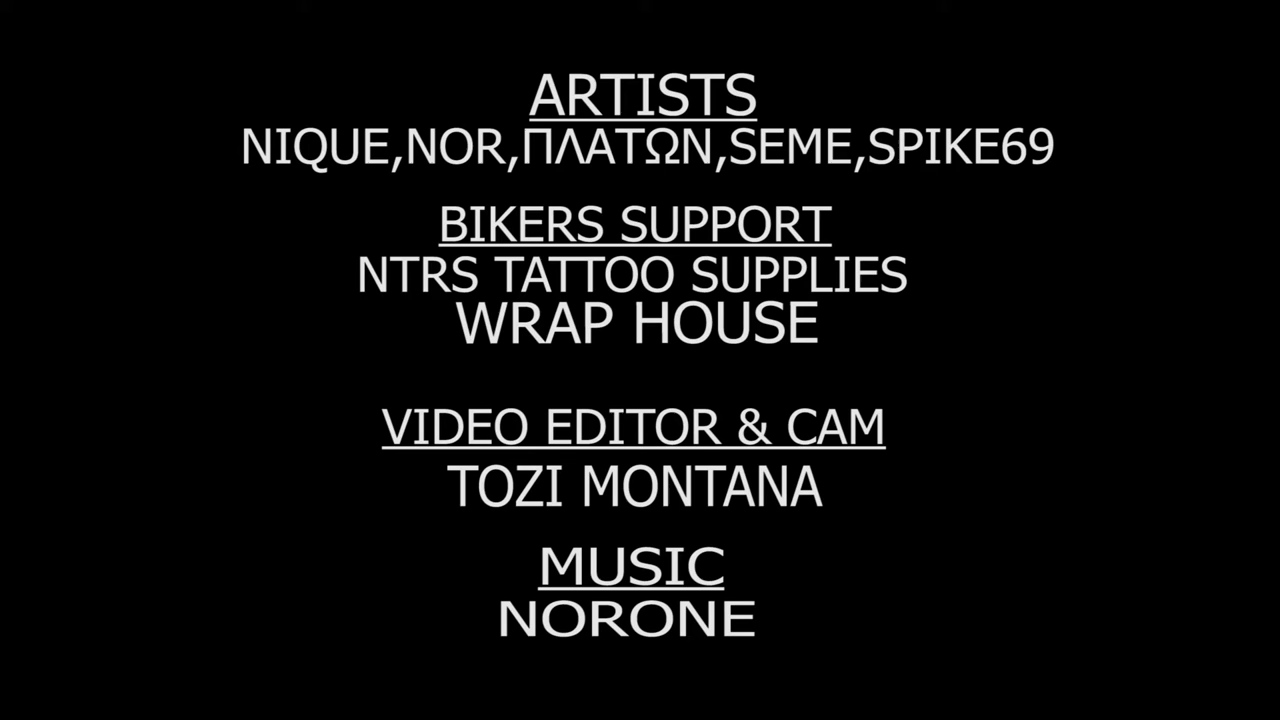 ARTISTS
NIQUE,NOR,ΠΛΑΤΩΝ,SEME,SPIKE69
BIKERS SUPPORT
NTRS TATTOO SUPPLIES
WRAP HOUSE
VIDEO EDITOR & CAM
TOZI MONTANA
MUSIC
NORONE